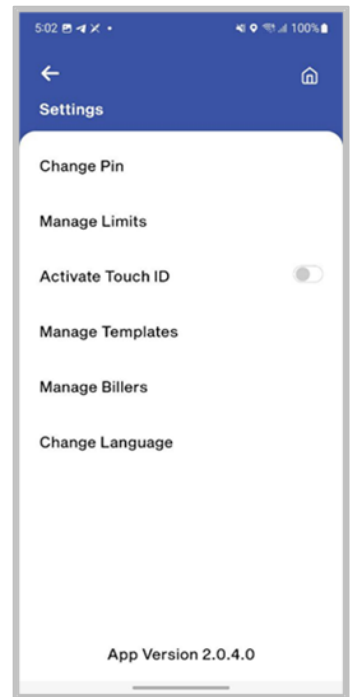 5:02
100%
Settings
Change Pin
Manage Limits
Activate Touch ID
Manage Templates
Manage Billers
Change Language
App Version 2.0.4.0